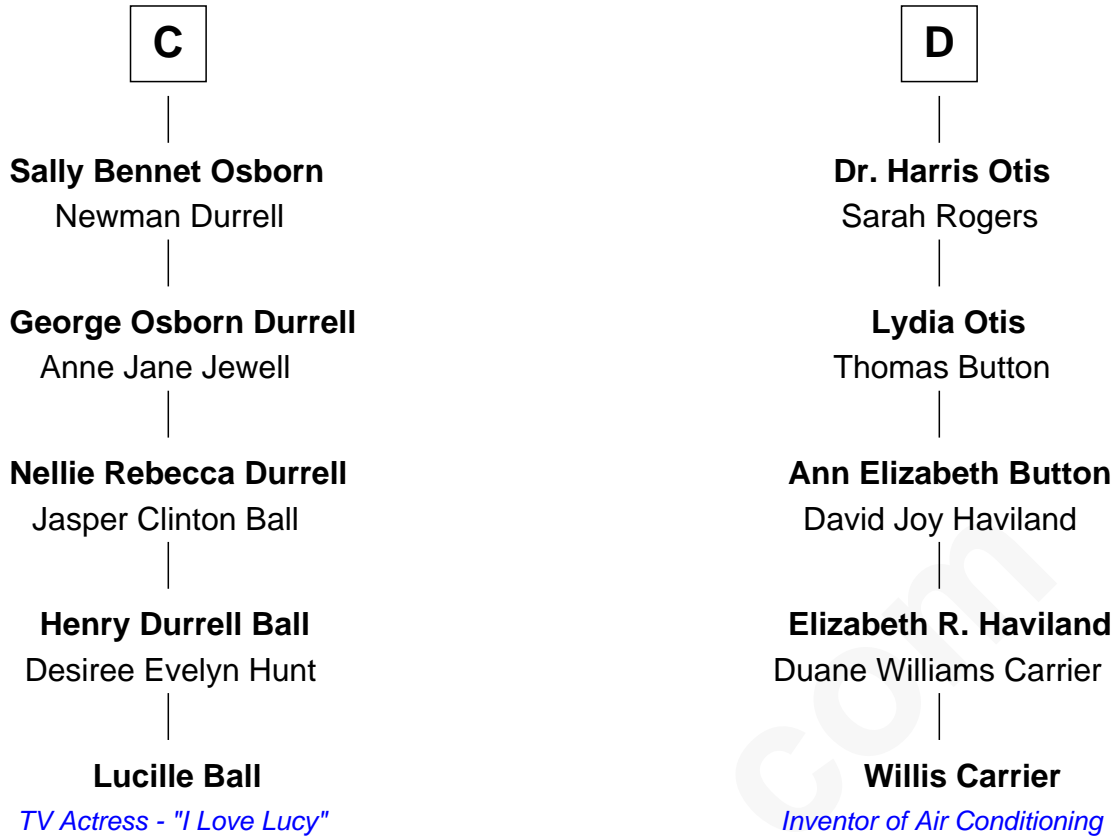 C
Sally Bennet Osborn
Newman Durrell
George Osborn Durrell
Anne Jane Jewell
Nellie Rebecca Durrell
Jasper Clinton Ball
Henry Durrell Ball
Desiree Evelyn Hunt
Lucille Ball
TV Actress - "I Love Lucy"
D
Dr. Harris Otis
Sarah Rogers
Lydia Otis
Thomas Button
Ann Elizabeth Button
David Joy Haviland
Elizabeth R. Haviland
Duane Williams Carrier
Willis Carrier
Inventor of Air Conditioning
com